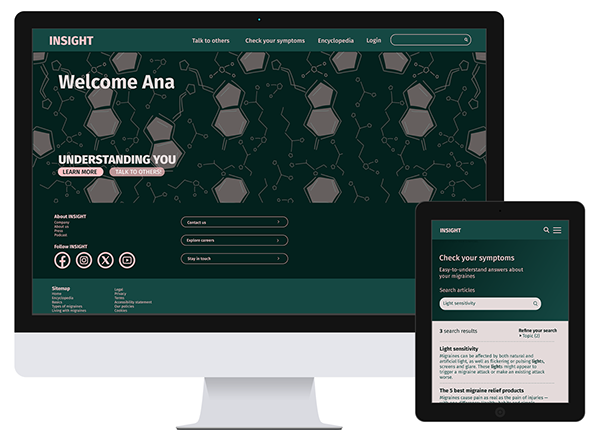 INSIGHT
Talk to others
Check your symptoms
Encyclopedia
Login
Welcome Ana
UNDERSTANDING YOU
LEARN MORE
TALK TO OTHERS!
About INSIGHT
Company
About us
Press
Podcast
Follow INSIGHT
Contact us
Explore careers
Stay in touch
Sitemap
Home
Encyclopedia
Basics
Types of migraines
Living with migraines
Legal
Privacy
Terms
Accessibility statement
Our policies
Cookies
INSIGHT
Check your symptoms
Easy-to-understand answers about
your migraines
Search articles
Light sensitivity
3 search results
Refine your search
Topic (2)
Light sensitivity
Migraines can be affected by both natural and
artificial light, as well as flickering or pulsing lights,
screens and glare. These lights might appear to
trigger a migraine attack or make an existing attack
worse.
The 5 best migraine relief products
Migraines cause pain as real as the pain of injuries —